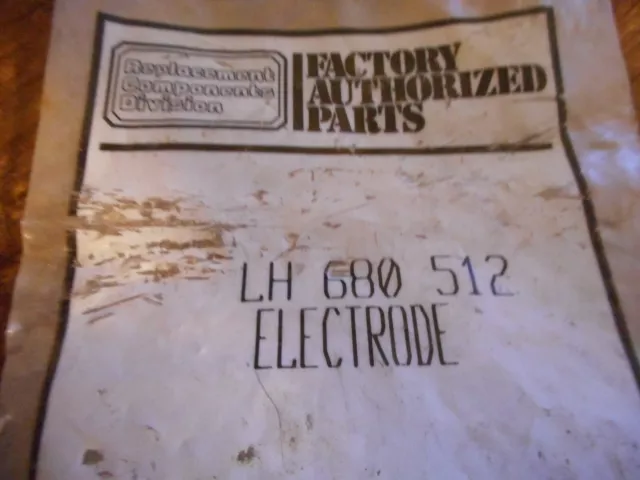 Replacement
Components
Division
FACTORY
AUTHORIZED
PARTS
LH 680 512
ELECTRODE